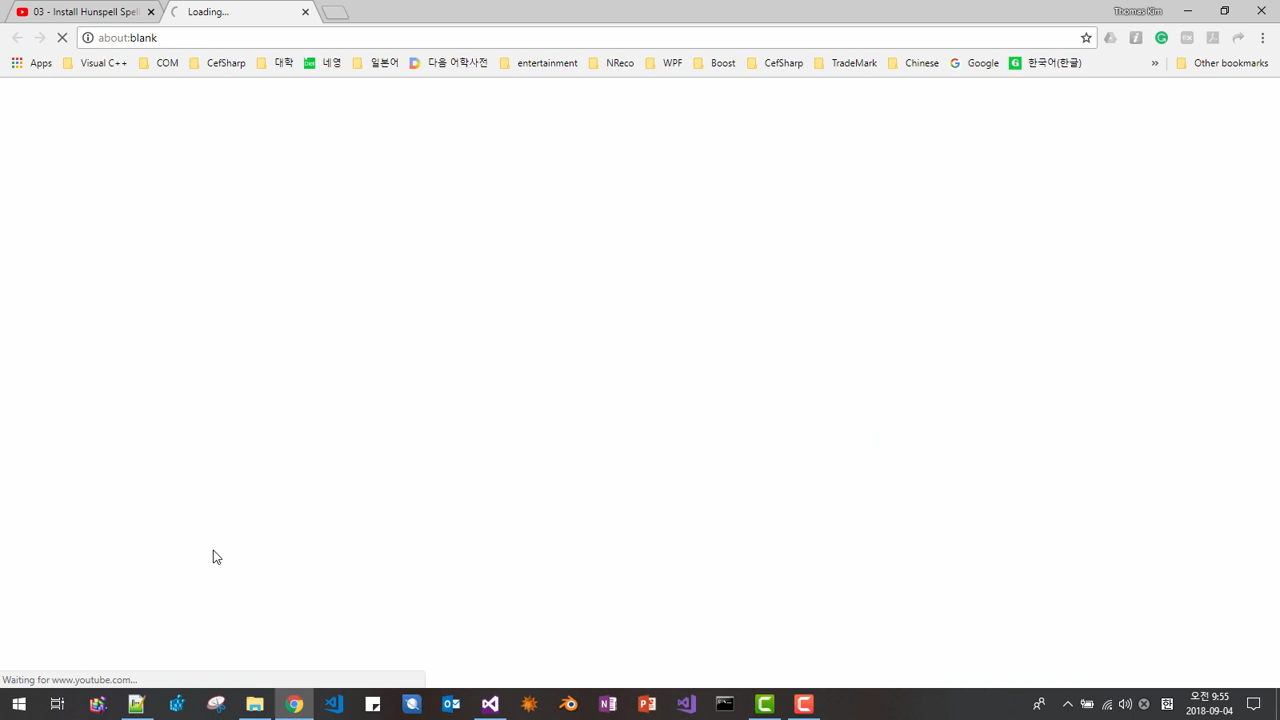 03 - Install Hunspell Spell
Loading...
Thomas Kim
about:blank
Apps Visual C++ COM CefSharp 대학 네영 일본어 다음 어학사전 entertainment NReco WPF Boost CefSharp TradeMark Chinese Google 한국어(한글) » Other bookmarks
Waiting for www.youtube.com...
오전 9:55
2018-09-04